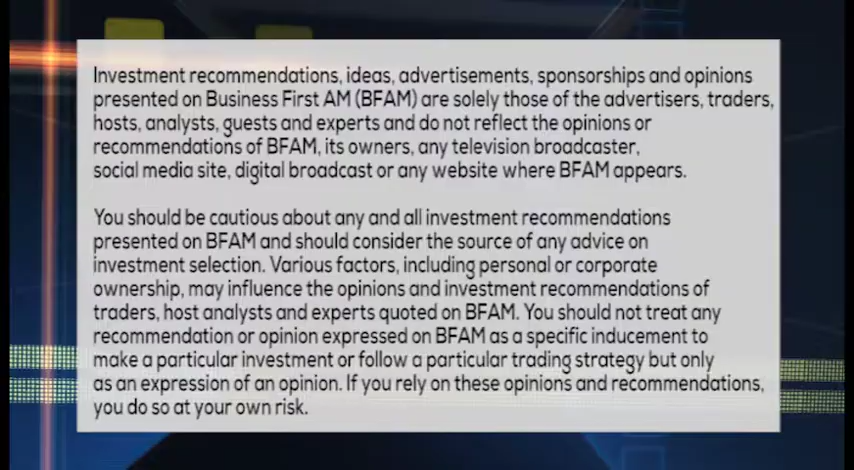 Investment recommendations, ideas, advertisements, sponsorships and opinions
presented on Business First AM (BFAM) are solely those of the advertisers, traders,
hosts, analysts, guests and experts and do not reflect the opinions or
recommendations of BFAM, its owners, any television broadcaster,
social media site, digital broadcast or any website where BFAM appears.
You should be cautious about any and all investment recommendations
presented on BFAM and should consider the source of any advice on
investment selection. Various factors, including personal or corporate
ownership, may influence the opinions and investment recommendations of
traders, host analysts and experts quoted on BFAM. You should not treat any
recommendation or opinion expressed on BFAM as a specific inducement to
make a particular investment or follow a particular trading strategy but only
as an expression of an opinion. If you rely on these opinions and recommendations,
you do so at your own risk.